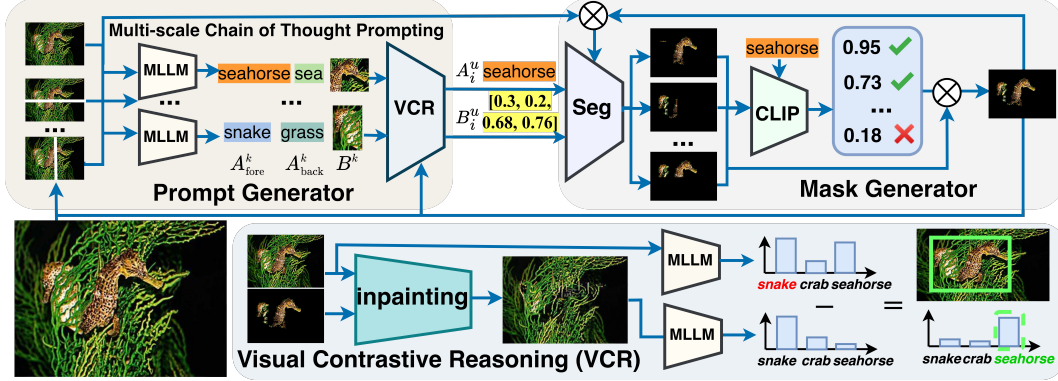 Multi-scale Chain of Thought Prompting
MLLM
seahorse sea
...
...
...
MLLM
snake grass
A^k_fore A^k_back B^k
Prompt Generator
VCR
A_i^u seahorse
B_i^u [0.3, 0.2,
0.68, 0.76]
Seg
...
seahorse
CLIP
0.95
0.73
...
0.18
Mask Generator
inpainting
MLLM
snake crab seahorse
MLLM
snake crab seahorse
− =
snake crab seahorse
Visual Contrastive Reasoning (VCR)